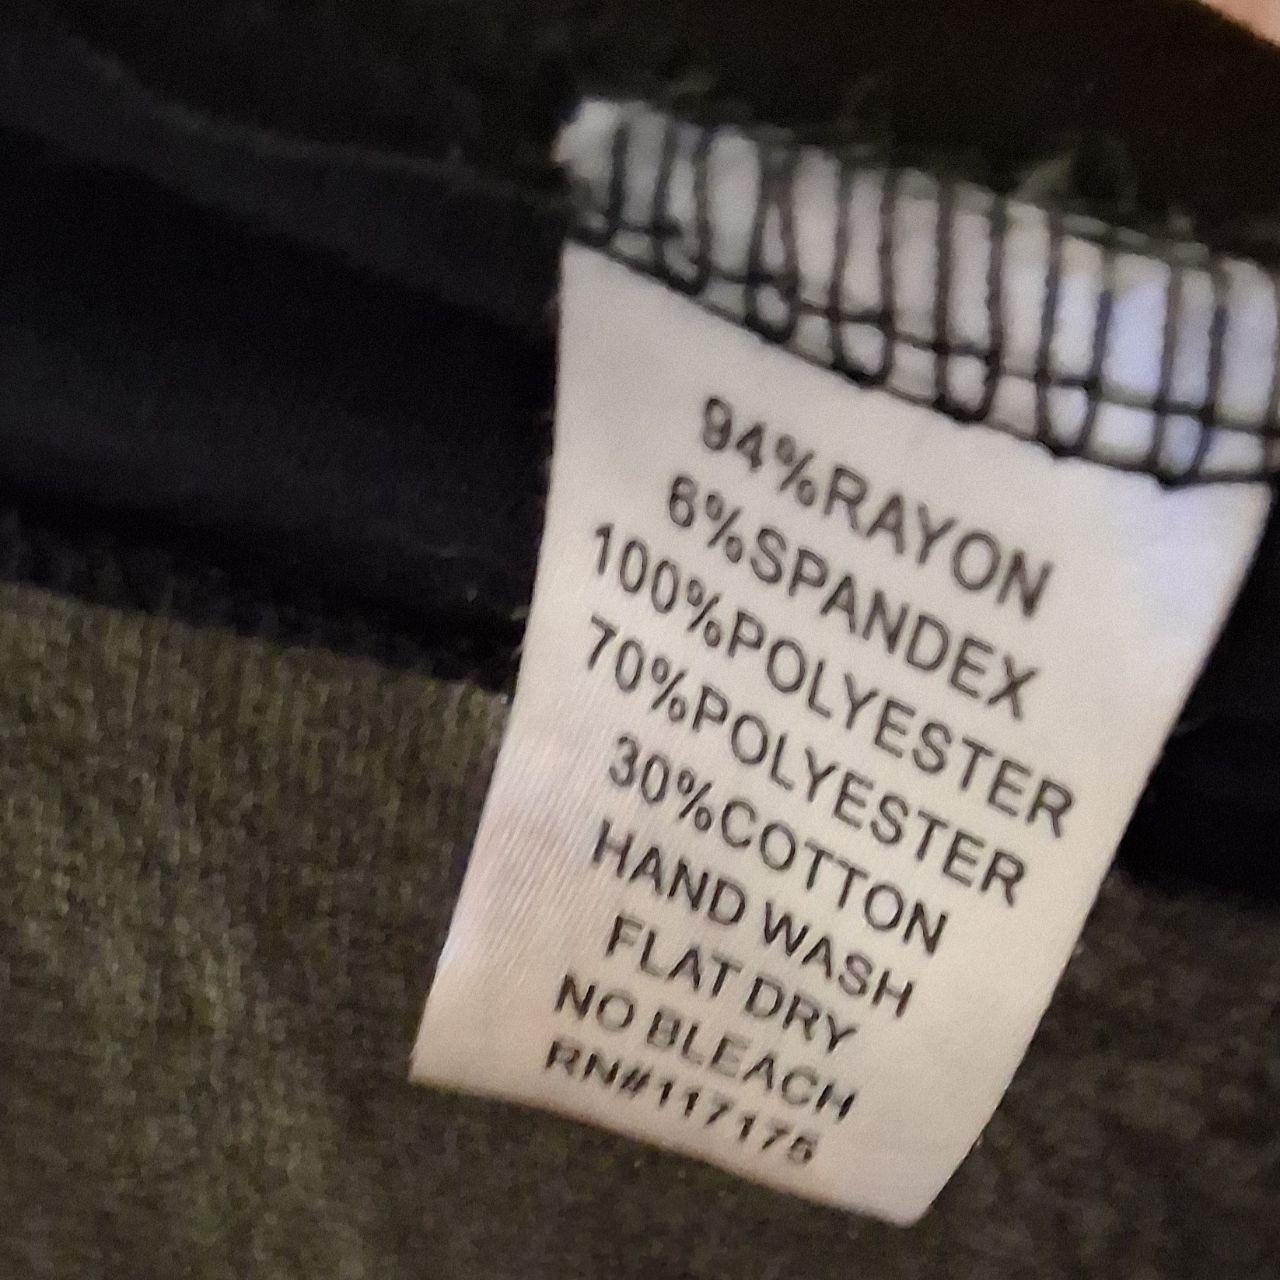 94%RAYON
6%SPANDEX
100%POLYESTER
70%POLYESTER
30%COTTON
HAND WASH
FLAT DRY
NO BLEACH
RN#117175